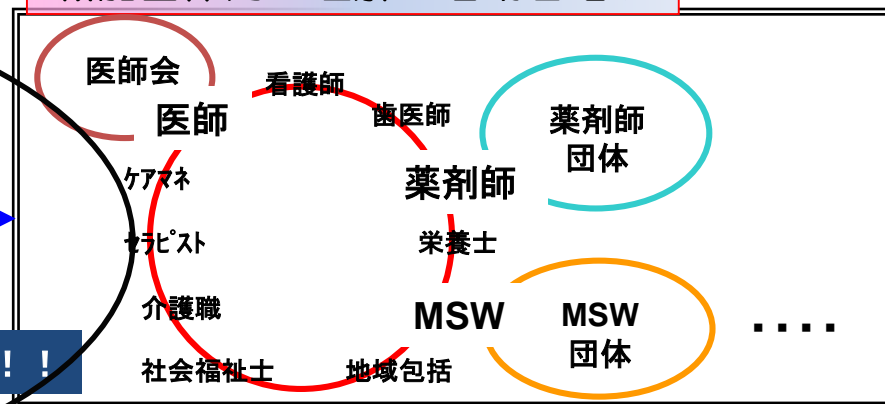 医師会
看護師
医師
歯医師
薬剤師
団体
ケアマネ
薬剤師
セラピスト
栄養士
介護職
MSW
MSW
団体
‥‥
！！
社会福祉士
地域包括